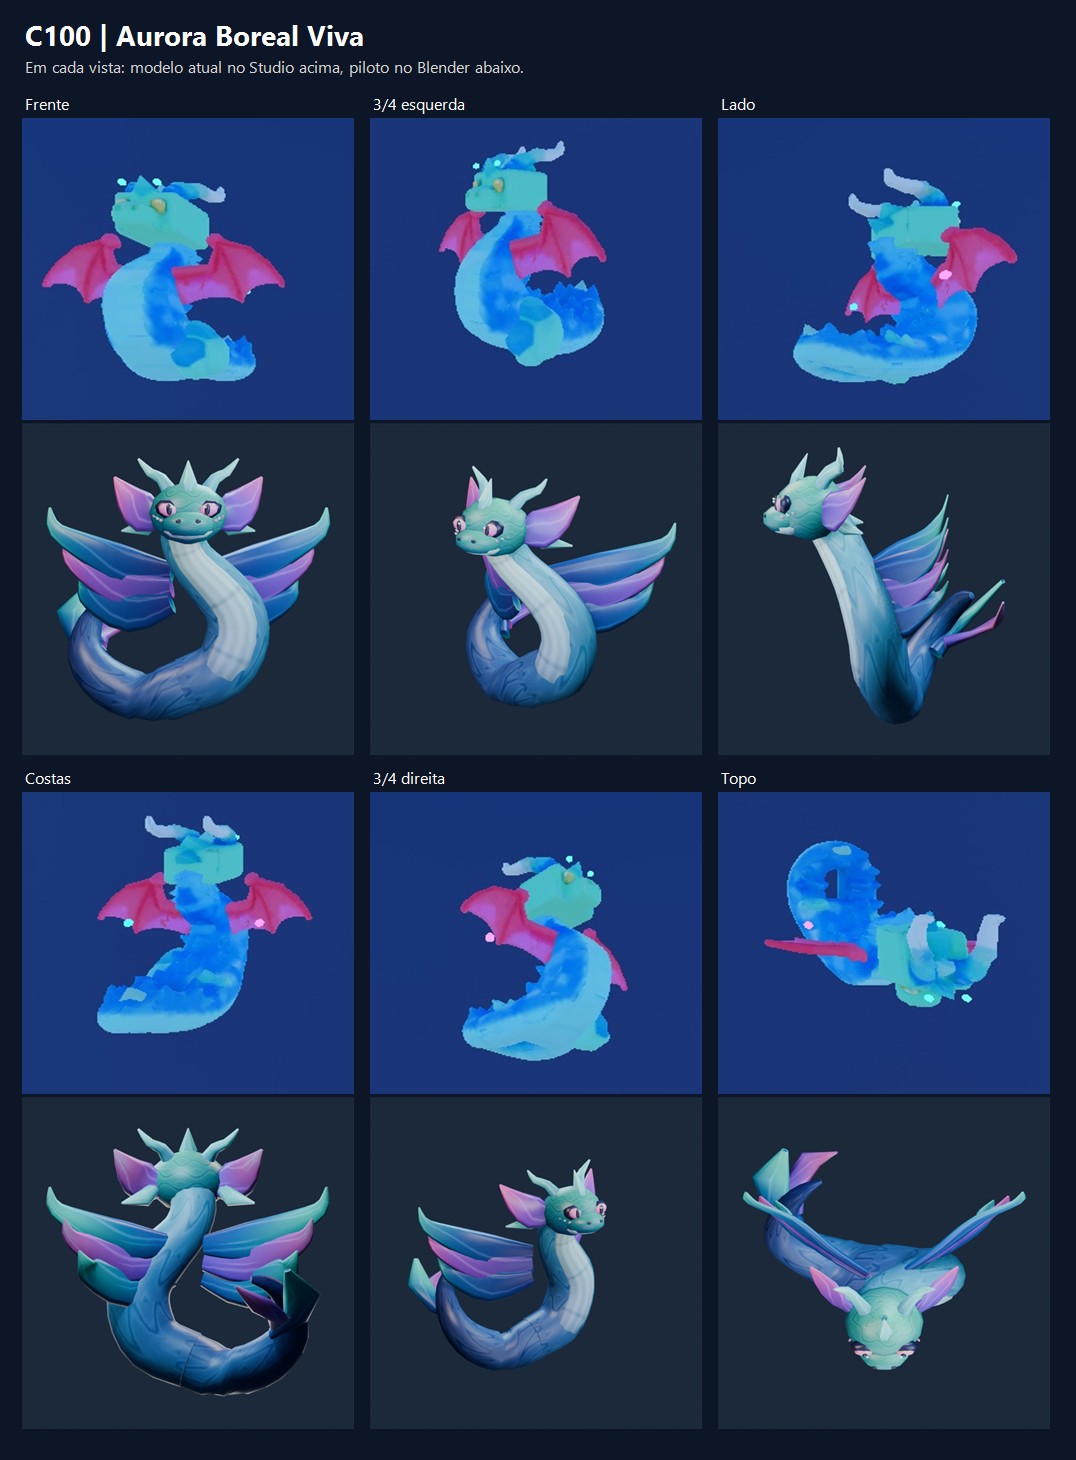 C100 | Aurora Boreal Viva
Em cada vista: modelo atual no Studio acima, piloto no Blender abaixo.
Frente
3/4 esquerda
Lado
Costas
3/4 direita
Topo